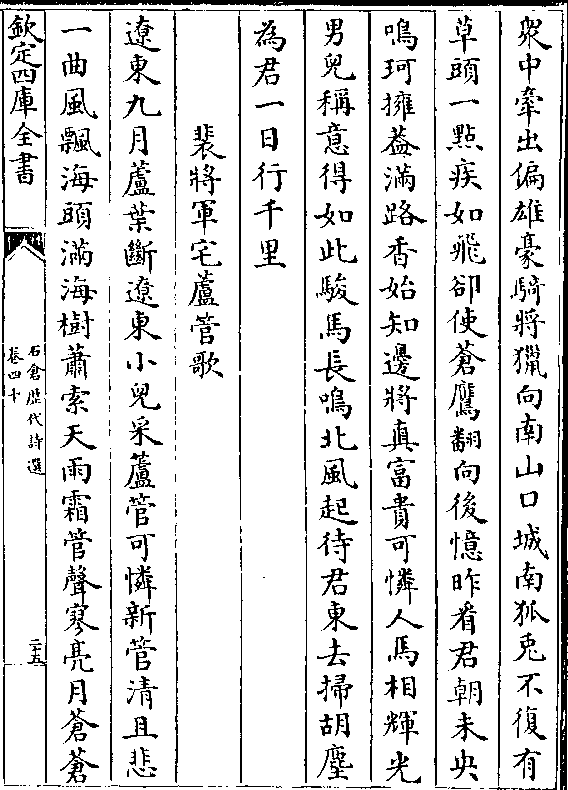 衆中牽出偏雄豪騎將獵向南山口城南狐兎不復有
草頭一點疾如飛卻使蒼鷹翻向後憶昨看君朝未央
鳴珂擁葢滿路香始知邊將真富貴可憐人馬相輝光
男兒稱意得如此駿馬長鳴北風起待君東去掃胡塵
為君一日行千里
裴將軍宅蘆管歌
遼東九月蘆葉斷遼東小兒采蘆管可憐新管清且悲
一曲風飄海頭滿海樹蕭索天雨霜管聲寥亮月蒼蒼
欽定四庫全書
石倉歷代詩選
卷四十
二十五